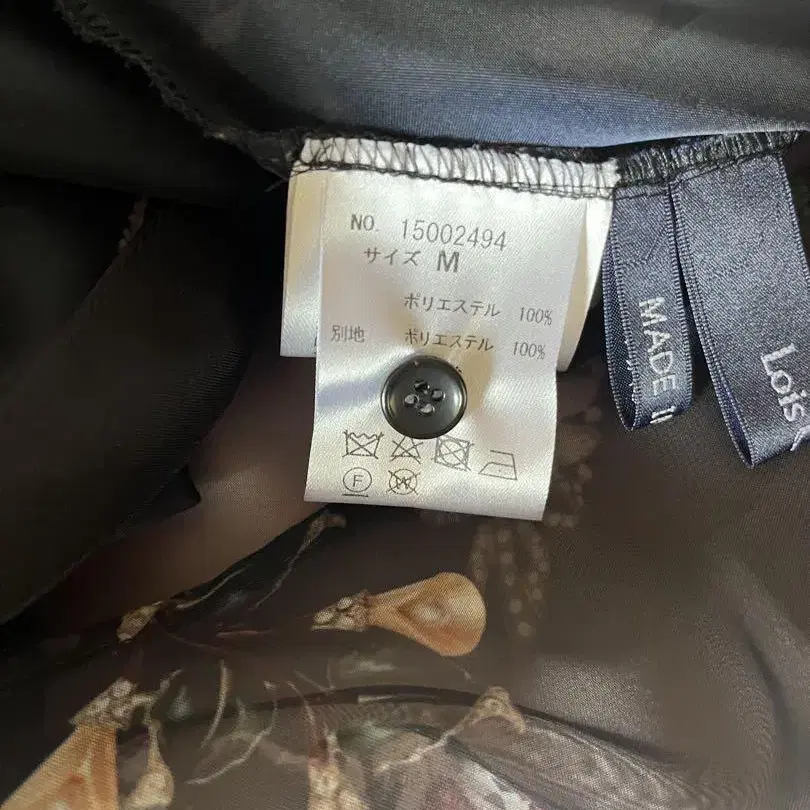 NO. 15002494
サイズ M
ポリエステル 100%
別地 ポリエステル 100%
F
W
MADE
Lois